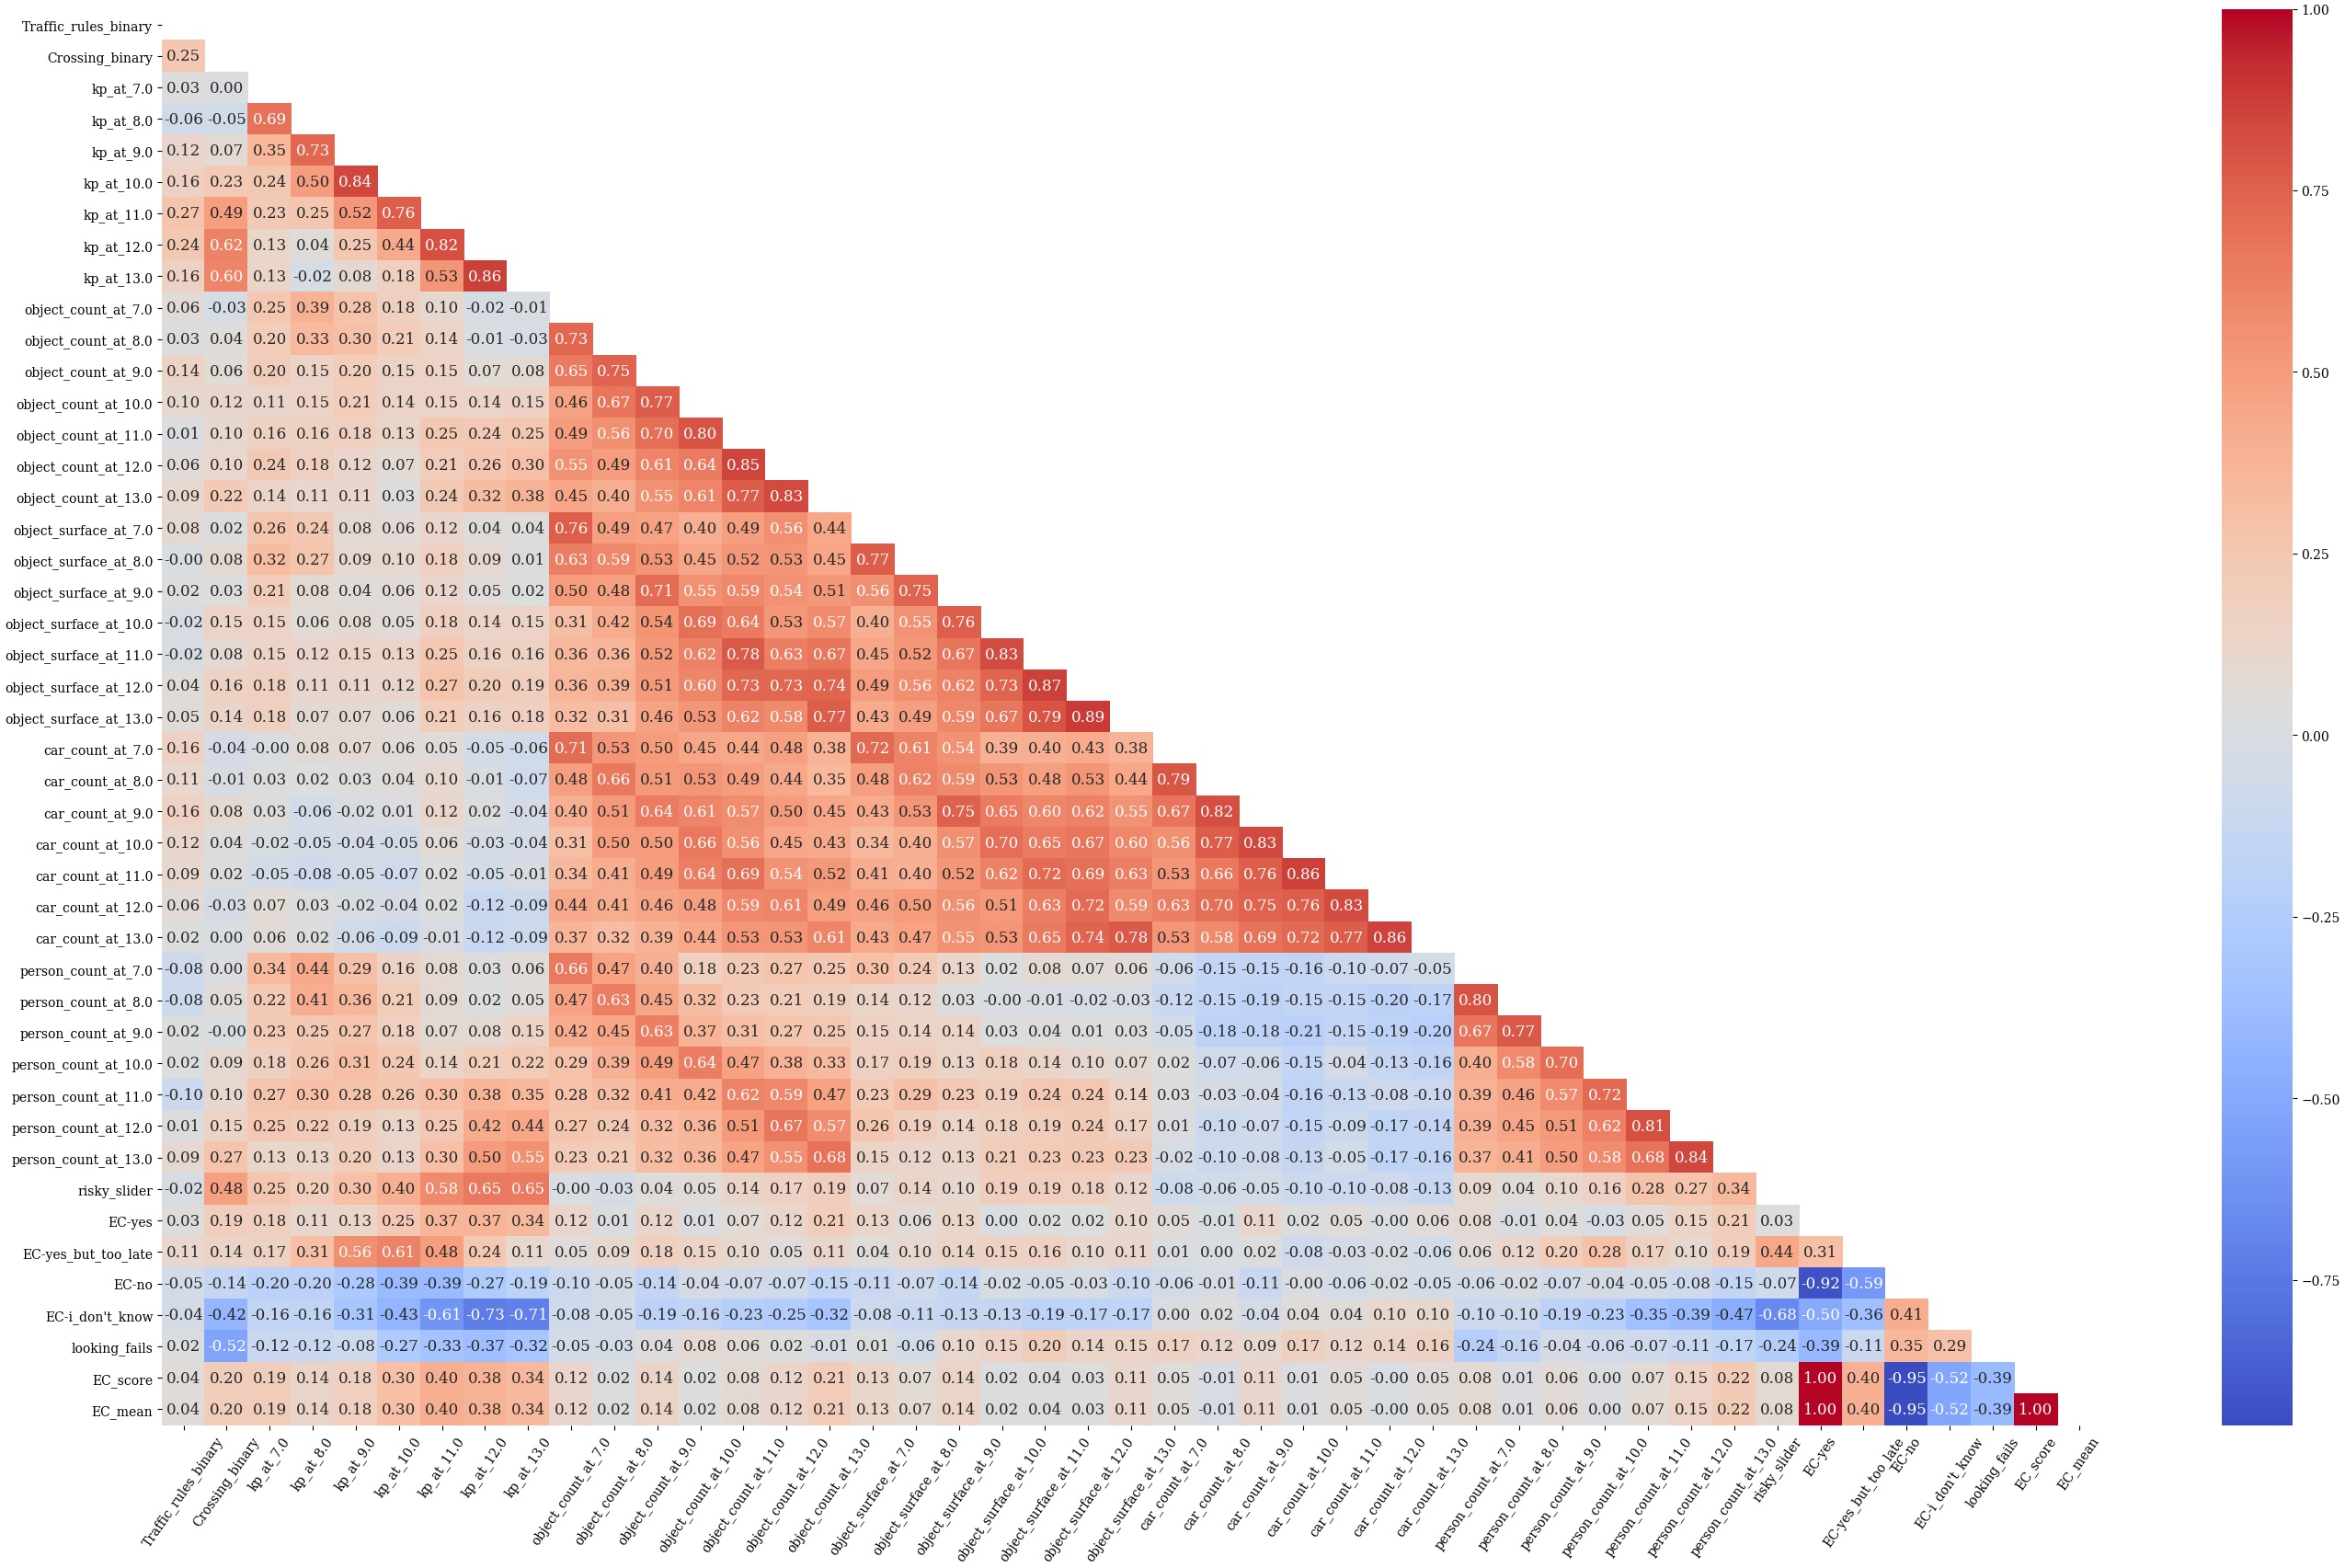 Traffic_rules_binary
Crossing_binary 0.25
kp_at_7.0 0.03 0.00
kp_at_8.0 -0.06 -0.05 0.69
kp_at_9.0 0.12 0.07 0.35 0.73
kp_at_10.0 0.16 0.23 0.24 0.50 0.84
kp_at_11.0 0.27 0.49 0.23 0.25 0.52 0.76
kp_at_12.0 0.24 0.62 0.13 0.04 0.25 0.44 0.82
kp_at_13.0 0.16 0.60 0.13 -0.02 0.08 0.18 0.53 0.86
object_count_at_7.0 0.06 -0.03 0.25 0.39 0.28 0.18 0.10 -0.02 -0.01
object_count_at_8.0 0.03 0.04 0.20 0.33 0.30 0.21 0.14 -0.01 -0.03 0.73
object_count_at_9.0 0.14 0.06 0.20 0.15 0.20 0.15 0.15 0.07 0.08 0.65 0.75
object_count_at_10.0 0.10 0.12 0.11 0.15 0.21 0.14 0.15 0.14 0.15 0.46 0.67 0.77
object_count_at_11.0 0.01 0.10 0.16 0.16 0.18 0.13 0.25 0.24 0.25 0.49 0.56 0.70 0.80
object_count_at_12.0 0.06 0.10 0.24 0.18 0.12 0.07 0.21 0.26 0.30 0.55 0.49 0.61 0.64 0.85
object_count_at_13.0 0.09 0.22 0.14 0.11 0.11 0.03 0.24 0.32 0.38 0.45 0.40 0.55 0.61 0.77 0.83
object_surface_at_7.0 0.08 0.02 0.26 0.24 0.08 0.06 0.12 0.04 0.04 0.76 0.49 0.47 0.40 0.49 0.56 0.44
object_surface_at_8.0 -0.00 0.08 0.32 0.27 0.09 0.10 0.18 0.09 0.01 0.63 0.59 0.53 0.45 0.52 0.53 0.45 0.77
object_surface_at_9.0 0.02 0.03 0.21 0.08 0.04 0.06 0.12 0.05 0.02 0.50 0.48 0.71 0.55 0.59 0.54 0.51 0.56 0.75
object_surface_at_10.0 -0.02 0.15 0.15 0.06 0.08 0.05 0.18 0.14 0.15 0.31 0.42 0.54 0.69 0.64 0.53 0.57 0.40 0.55 0.76
object_surface_at_11.0 -0.02 0.08 0.15 0.12 0.15 0.13 0.25 0.16 0.16 0.36 0.36 0.52 0.62 0.78 0.63 0.67 0.45 0.52 0.67 0.83
object_surface_at_12.0 0.04 0.16 0.18 0.11 0.11 0.12 0.27 0.20 0.19 0.36 0.39 0.51 0.60 0.73 0.73 0.74 0.49 0.56 0.62 0.73 0.87
object_surface_at_13.0 0.05 0.14 0.18 0.07 0.07 0.06 0.21 0.16 0.18 0.32 0.31 0.46 0.53 0.62 0.58 0.77 0.43 0.49 0.59 0.67 0.79 0.89
car_count_at_7.0 0.16 -0.04 -0.00 0.08 0.07 0.06 0.05 -0.05 -0.06 0.71 0.53 0.50 0.45 0.44 0.48 0.38 0.72 0.61 0.54 0.39 0.40 0.43 0.38
car_count_at_8.0 0.11 -0.01 0.03 0.02 0.03 0.04 0.10 -0.01 -0.07 0.48 0.66 0.51 0.53 0.49 0.44 0.35 0.48 0.62 0.59 0.53 0.48 0.53 0.44 0.79
car_count_at_9.0 0.16 0.08 0.03 -0.06 -0.02 0.01 0.12 0.02 -0.04 0.40 0.51 0.64 0.61 0.57 0.50 0.45 0.43 0.53 0.75 0.65 0.60 0.62 0.55 0.67 0.82
car_count_at_10.0 0.12 0.04 -0.02 -0.05 -0.04 -0.05 0.06 -0.03 -0.04 0.31 0.50 0.50 0.66 0.56 0.45 0.43 0.34 0.40 0.57 0.70 0.65 0.67 0.60 0.56 0.77 0.83
car_count_at_11.0 0.09 0.02 -0.05 -0.08 -0.05 -0.07 0.02 -0.05 -0.01 0.34 0.41 0.49 0.64 0.69 0.54 0.52 0.41 0.40 0.52 0.62 0.72 0.69 0.63 0.53 0.66 0.76 0.86
car_count_at_12.0 0.06 -0.03 0.07 0.03 -0.02 -0.04 0.02 -0.12 -0.09 0.44 0.41 0.46 0.48 0.59 0.61 0.49 0.46 0.50 0.56 0.51 0.63 0.72 0.59 0.63 0.70 0.75 0.76 0.83
car_count_at_13.0 0.02 0.00 0.06 0.02 -0.06 -0.09 -0.01 -0.12 -0.09 0.37 0.32 0.39 0.44 0.53 0.53 0.61 0.43 0.47 0.55 0.53 0.65 0.74 0.78 0.53 0.58 0.69 0.72 0.77 0.86
person_count_at_7.0 -0.08 0.00 0.34 0.44 0.29 0.16 0.08 0.03 0.06 0.66 0.47 0.40 0.18 0.23 0.27 0.25 0.30 0.24 0.13 0.02 0.08 0.07 0.06 -0.06 -0.15 -0.15 -0.16 -0.10 -0.07 -0.05
person_count_at_8.0 -0.08 0.05 0.22 0.41 0.36 0.21 0.09 0.02 0.05 0.47 0.63 0.45 0.32 0.23 0.21 0.19 0.14 0.12 0.03 -0.00 -0.01 -0.02 -0.03 -0.12 -0.15 -0.19 -0.15 -0.15 -0.20 -0.17 0.80
person_count_at_9.0 0.02 -0.00 0.23 0.25 0.27 0.18 0.07 0.08 0.15 0.42 0.45 0.63 0.37 0.31 0.27 0.25 0.15 0.14 0.14 0.03 0.04 0.01 0.03 -0.05 -0.18 -0.18 -0.21 -0.15 -0.19 -0.20 0.67 0.77
person_count_at_10.0 0.02 0.09 0.18 0.26 0.31 0.24 0.14 0.21 0.22 0.29 0.39 0.49 0.64 0.47 0.38 0.33 0.17 0.19 0.13 0.18 0.14 0.10 0.07 0.02 -0.07 -0.06 -0.15 -0.04 -0.13 -0.16 0.40 0.58 0.70
person_count_at_11.0 -0.10 0.10 0.27 0.30 0.28 0.26 0.30 0.38 0.35 0.28 0.32 0.41 0.42 0.62 0.59 0.47 0.23 0.29 0.23 0.19 0.24 0.24 0.14 0.03 -0.03 -0.04 -0.16 -0.13 -0.08 -0.10 0.39 0.46 0.57 0.72
person_count_at_12.0 0.01 0.15 0.25 0.22 0.19 0.13 0.25 0.42 0.44 0.27 0.24 0.32 0.36 0.51 0.67 0.57 0.26 0.19 0.14 0.18 0.19 0.24 0.17 0.01 -0.10 -0.07 -0.15 -0.09 -0.17 -0.14 0.39 0.45 0.51 0.62 0.81
person_count_at_13.0 0.09 0.27 0.13 0.13 0.20 0.13 0.30 0.50 0.55 0.23 0.21 0.32 0.36 0.47 0.55 0.68 0.15 0.12 0.13 0.21 0.23 0.23 0.23 -0.02 -0.10 -0.08 -0.13 -0.05 -0.17 -0.16 0.37 0.41 0.50 0.58 0.68 0.84
risky_slider -0.02 0.48 0.25 0.20 0.30 0.40 0.58 0.65 0.65 -0.00 -0.03 0.04 0.05 0.14 0.17 0.19 0.07 0.14 0.10 0.19 0.19 0.18 0.12 -0.08 -0.06 -0.05 -0.10 -0.10 -0.08 -0.13 0.09 0.04 0.10 0.16 0.28 0.27 0.34
EC-yes 0.03 0.19 0.18 0.11 0.13 0.25 0.37 0.37 0.34 0.12 0.01 0.12 0.01 0.07 0.12 0.21 0.13 0.06 0.13 0.00 0.02 0.02 0.10 0.05 -0.01 0.11 0.02 0.05 -0.00 0.06 0.08 -0.01 0.04 -0.03 0.05 0.15 0.21 0.03
EC-yes_but_too_late 0.11 0.14 0.17 0.31 0.56 0.61 0.48 0.24 0.11 0.05 0.09 0.18 0.15 0.10 0.05 0.11 0.04 0.10 0.14 0.15 0.16 0.10 0.11 0.01 0.00 0.02 -0.08 -0.03 -0.02 -0.06 0.06 0.12 0.20 0.28 0.17 0.10 0.19 0.44 0.31
EC-no -0.05 -0.14 -0.20 -0.20 -0.28 -0.39 -0.39 -0.27 -0.19 -0.10 -0.05 -0.14 -0.04 -0.07 -0.07 -0.15 -0.11 -0.07 -0.14 -0.02 -0.05 -0.03 -0.10 -0.06 -0.01 -0.11 -0.00 -0.06 -0.02 -0.05 -0.06 -0.02 -0.07 -0.04 -0.05 -0.08 -0.15 -0.07 -0.92 -0.59
EC-i_don't_know -0.04 -0.42 -0.16 -0.16 -0.31 -0.43 -0.61 -0.73 -0.71 -0.08 -0.05 -0.19 -0.16 -0.23 -0.25 -0.32 -0.08 -0.11 -0.13 -0.13 -0.19 -0.17 -0.17 0.00 0.02 -0.04 0.04 0.04 0.10 0.10 -0.10 -0.10 -0.19 -0.23 -0.35 -0.39 -0.47 -0.68 -0.50 -0.36 0.41
looking_fails 0.02 -0.52 -0.12 -0.12 -0.08 -0.27 -0.33 -0.37 -0.32 -0.05 -0.03 0.04 0.08 0.06 0.02 -0.01 0.01 -0.06 0.10 0.15 0.20 0.14 0.15 0.17 0.12 0.09 0.17 0.12 0.14 0.16 -0.24 -0.16 -0.04 -0.06 -0.07 -0.11 -0.17 -0.24 -0.39 -0.11 0.35 0.29
EC_score 0.04 0.20 0.19 0.14 0.18 0.30 0.40 0.38 0.34 0.12 0.02 0.14 0.02 0.08 0.12 0.21 0.13 0.07 0.14 0.02 0.04 0.03 0.11 0.05 -0.01 0.11 0.01 0.05 -0.00 0.05 0.08 0.01 0.06 0.00 0.07 0.15 0.22 0.08 1.00 0.40 -0.95 -0.52 -0.39
EC_mean 0.04 0.20 0.19 0.14 0.18 0.30 0.40 0.38 0.34 0.12 0.02 0.14 0.02 0.08 0.12 0.21 0.13 0.07 0.14 0.02 0.04 0.03 0.11 0.05 -0.01 0.11 0.01 0.05 -0.00 0.05 0.08 0.01 0.06 0.00 0.07 0.15 0.22 0.08 1.00 0.40 -0.95 -0.52 -0.39 1.00
Traffic_rules_binary
Crossing_binary
kp_at_7.0
kp_at_8.0
kp_at_9.0
kp_at_10.0
kp_at_11.0
kp_at_12.0
kp_at_13.0
object_count_at_7.0
object_count_at_8.0
object_count_at_9.0
object_count_at_10.0
object_count_at_11.0
object_count_at_12.0
object_count_at_13.0
object_surface_at_7.0
object_surface_at_8.0
object_surface_at_9.0
object_surface_at_10.0
object_surface_at_11.0
object_surface_at_12.0
object_surface_at_13.0
car_count_at_7.0
car_count_at_8.0
car_count_at_9.0
car_count_at_10.0
car_count_at_11.0
car_count_at_12.0
car_count_at_13.0
person_count_at_7.0
person_count_at_8.0
person_count_at_9.0
person_count_at_10.0
person_count_at_11.0
person_count_at_12.0
person_count_at_13.0
risky_slider
EC-yes
EC-yes_but_too_late
EC-no
EC-i_don't_know
looking_fails
EC_score
EC_mean
1.00
0.75
0.50
0.25
0.00
−0.25
−0.50
−0.75